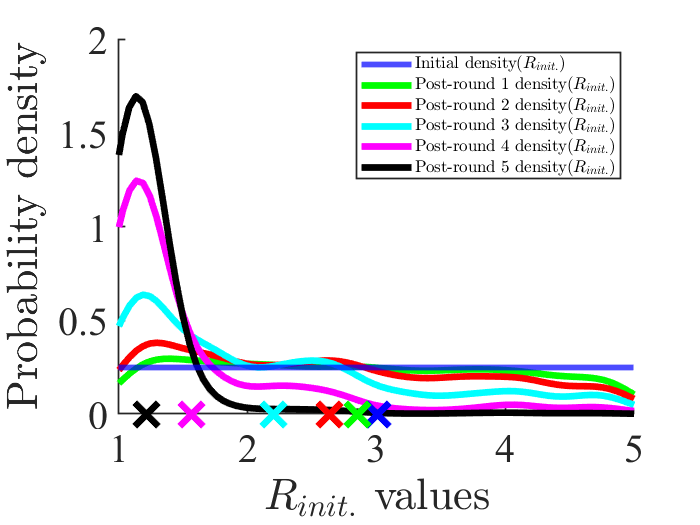 2
1.5
1
0.5
0
Probability density
Initial density(R_init.)
Post-round 1 density(R_init.)
Post-round 2 density(R_init.)
Post-round 3 density(R_init.)
Post-round 4 density(R_init.)
Post-round 5 density(R_init.)
1 2 3 4 5
R_init. values